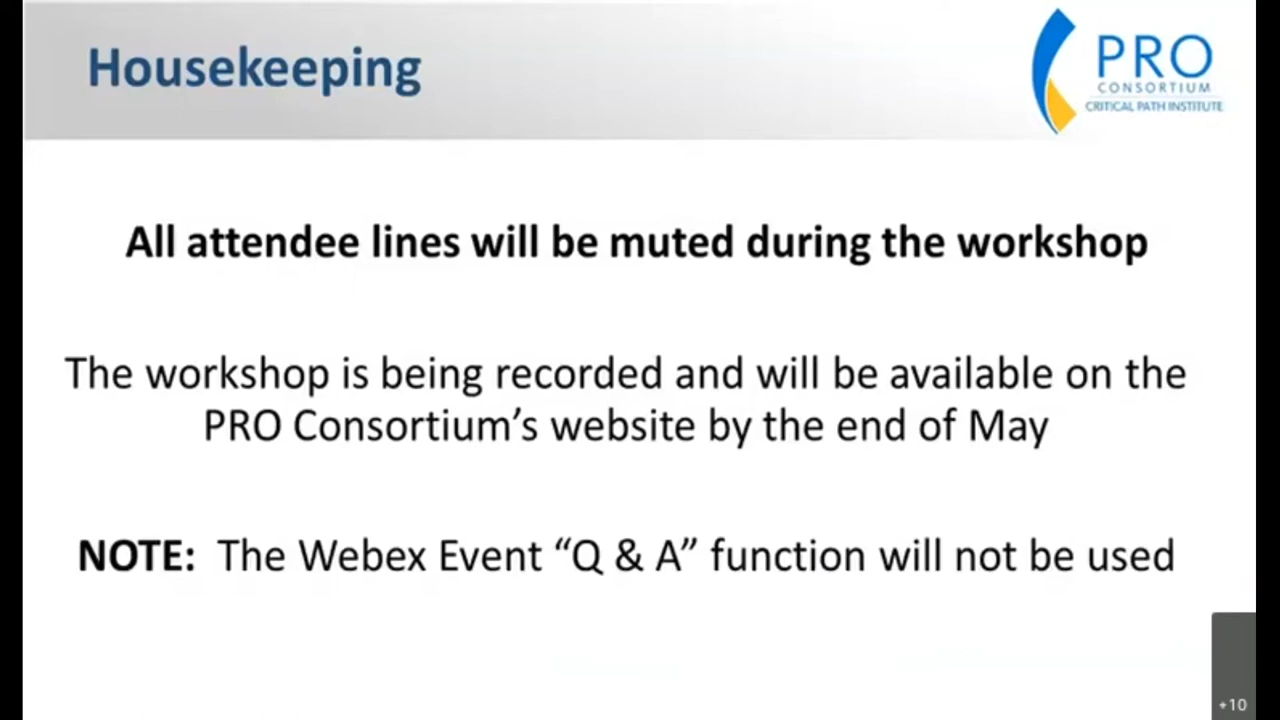 Housekeeping
PRO
CONSORTIUM
CRITICAL PATH INSTITUTE
All attendee lines will be muted during the workshop
The workshop is being recorded and will be available on the
PRO Consortium’s website by the end of May
NOTE: The Webex Event “Q & A” function will not be used
+10